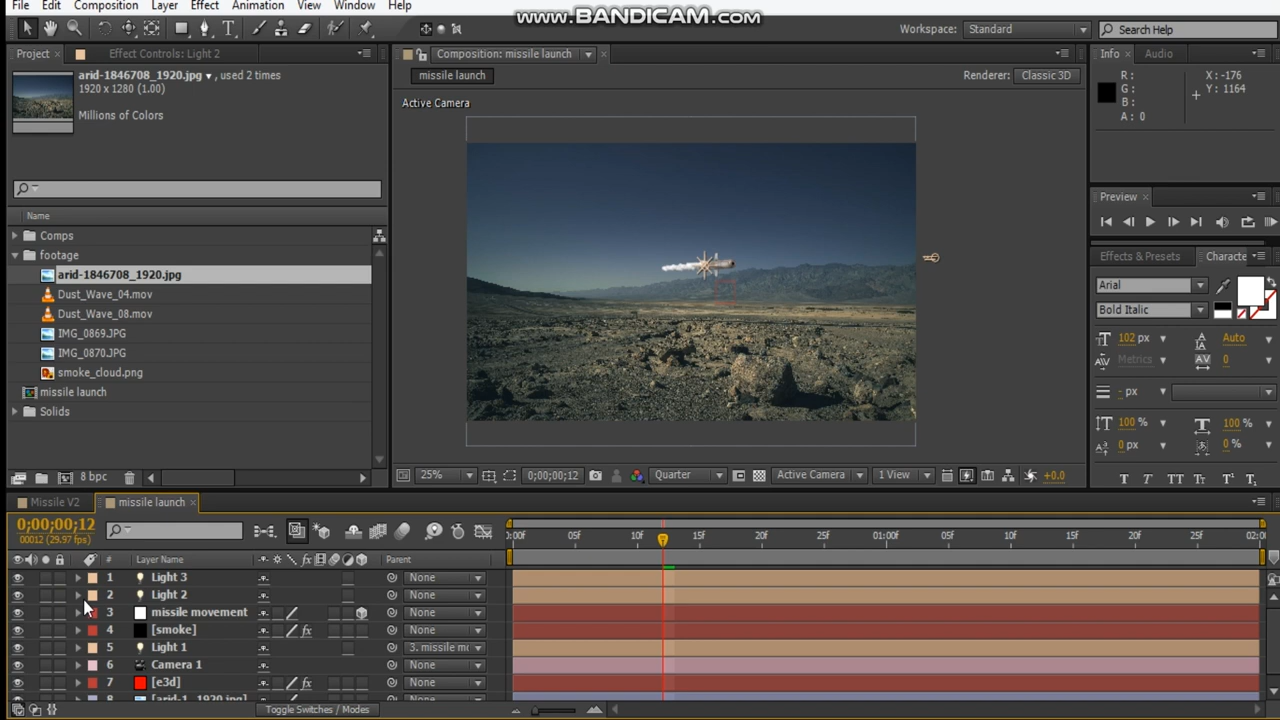 File Edit Composition Layer Effect Animation View Window Help
www.BANDICAM.com
Workspace: Standard
Search Help
Project Effect Controls: Light 2
Composition: missile launch
Info Audio
arid-1846708_1920.jpg , used 2 times
1920 x 1280 (1.00)
Millions of Colors
missile launch
Renderer: Classic 3D
Active Camera
R:
G:
B:
A: 0
X: -176
Y: 1164
Name
Comps
footage
arid-1846708_1920.jpg
Dust_Wave_04.mov
Dust_Wave_08.mov
IMG_0869.JPG
IMG_0870.JPG
smoke_cloud.png
missile launch
Solids
8 bpc
25% 0;00;00;12 Quarter Active Camera 1 View +0.0
Preview
Effects & Presets Characte
Arial
Bold Italic
102 px Auto
Metrics 0
- px
100 % 100 %
0 px 0 %
T T TT Tt T¹ T₁
Missile V2 missile launch
0;00;00;12
00012 (29.97 fps)
:00f 05f 10f 15f 20f 25f 01:00f 05f 10f 15f 20f 25f 02:0
# Layer Name fx Parent
1 Light 3 None
2 Light 2 None
3 missile movement None
4 [smoke] fx None
5 Light 1 3. missile mo
6 Camera 1 None
7 [e3d] fx None
8 [arid-1_1920.jpg] None
Toggle Switches / Modes